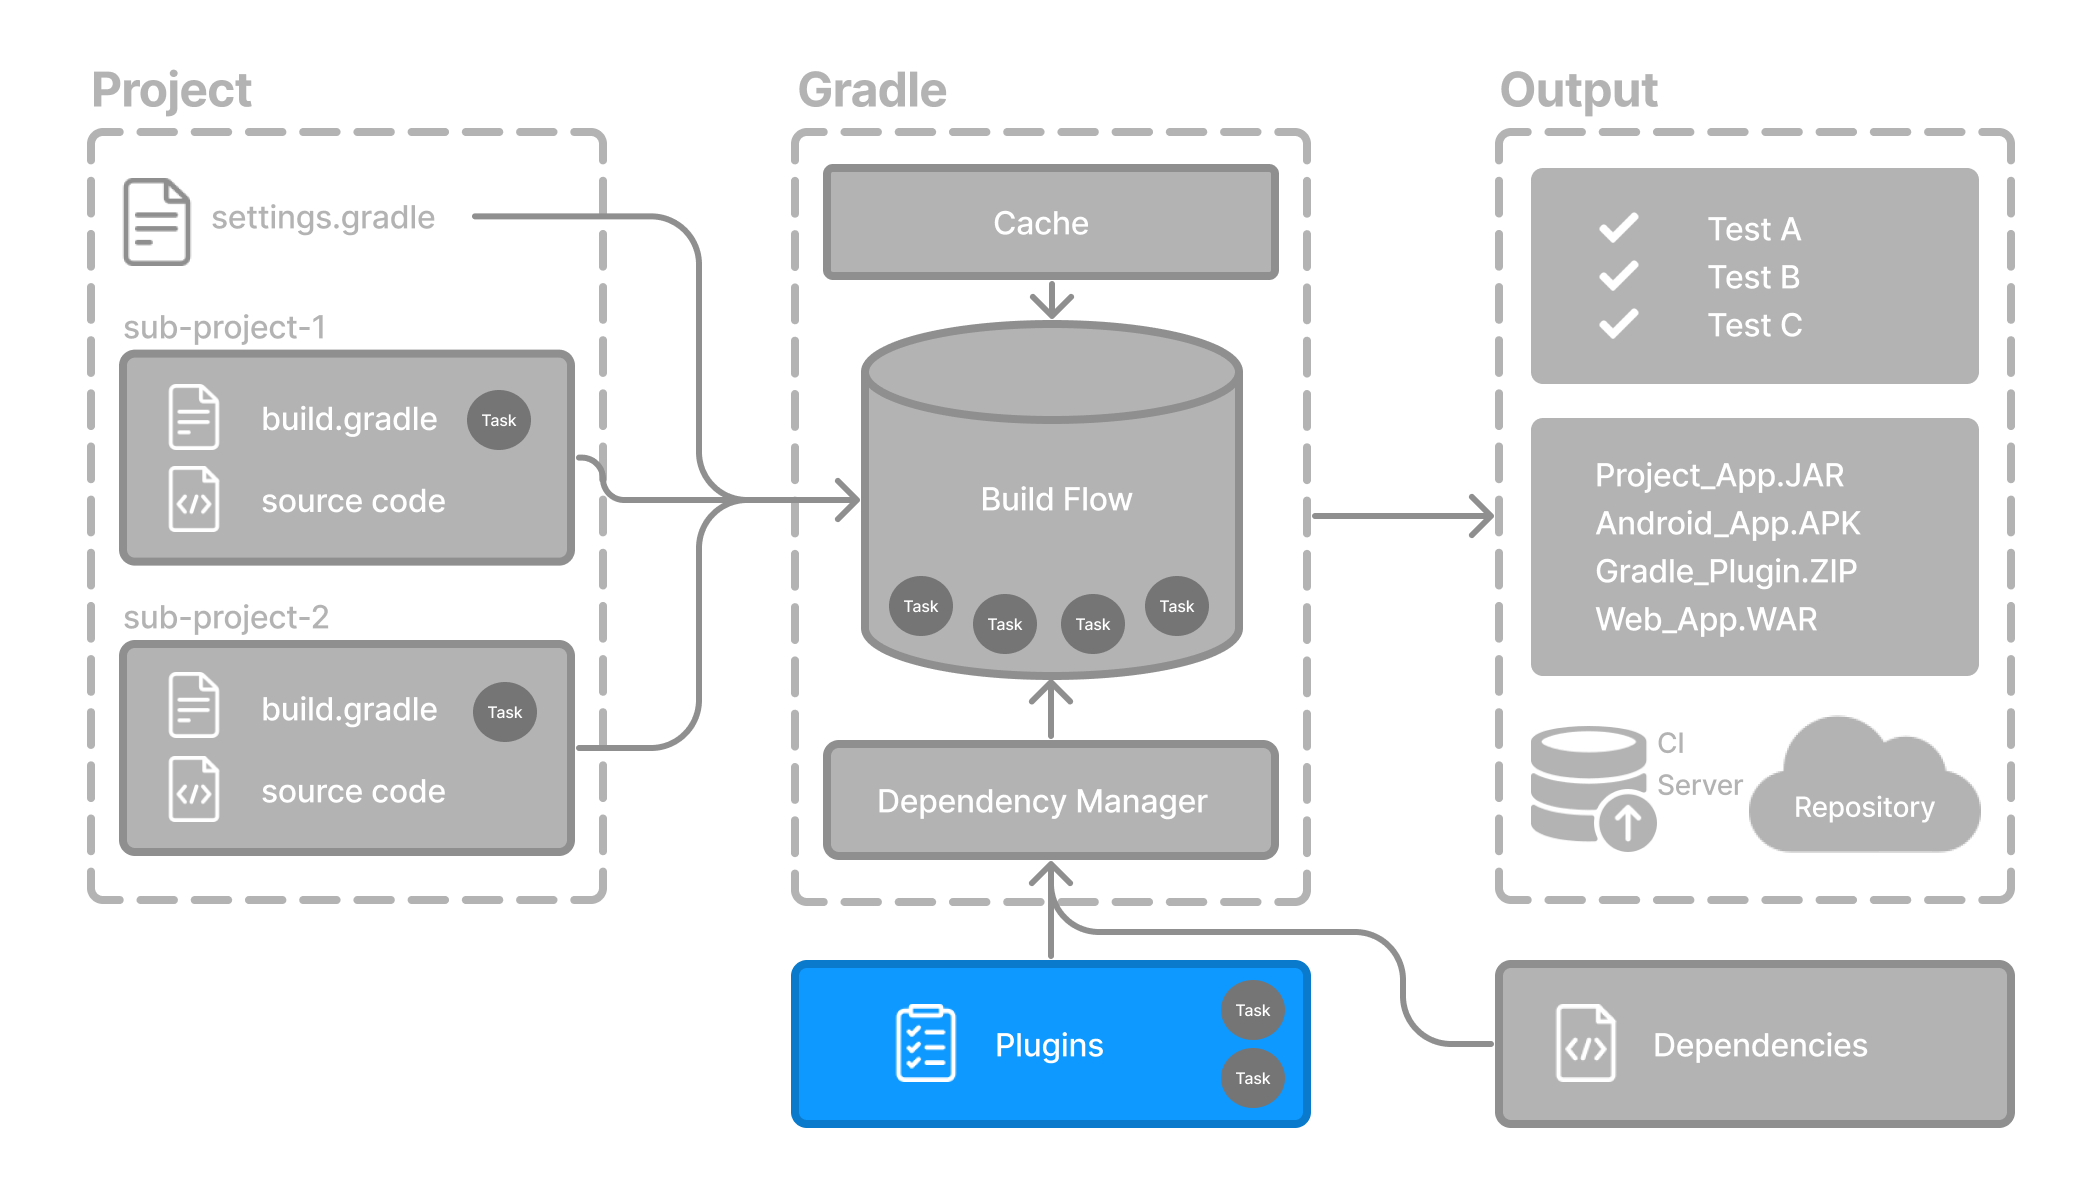 Project
settings.gradle
sub-project-1
build.gradle
Task
source code
sub-project-2
build.gradle
Task
source code
Gradle
Cache
Build Flow
Task
Task
Task
Task
Dependency Manager
Plugins
Task
Task
Output
Test A
Test B
Test C
Project_App.JAR
Android_App.APK
Gradle_Plugin.ZIP
Web_App.WAR
CI
Server
Repository
Dependencies